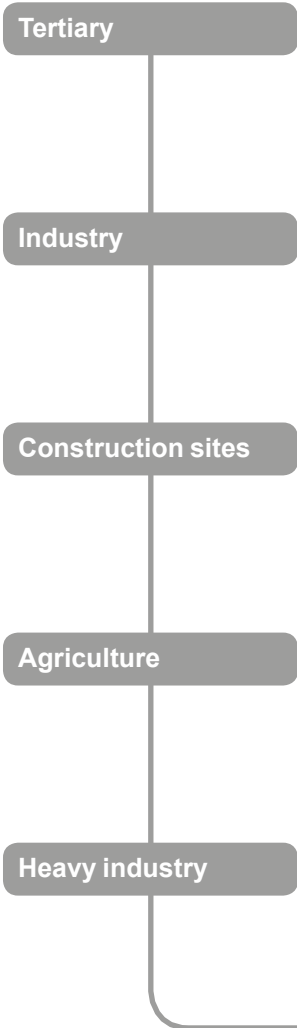 Tertiary
Industry
Construction sites
Agriculture
Heavy industry